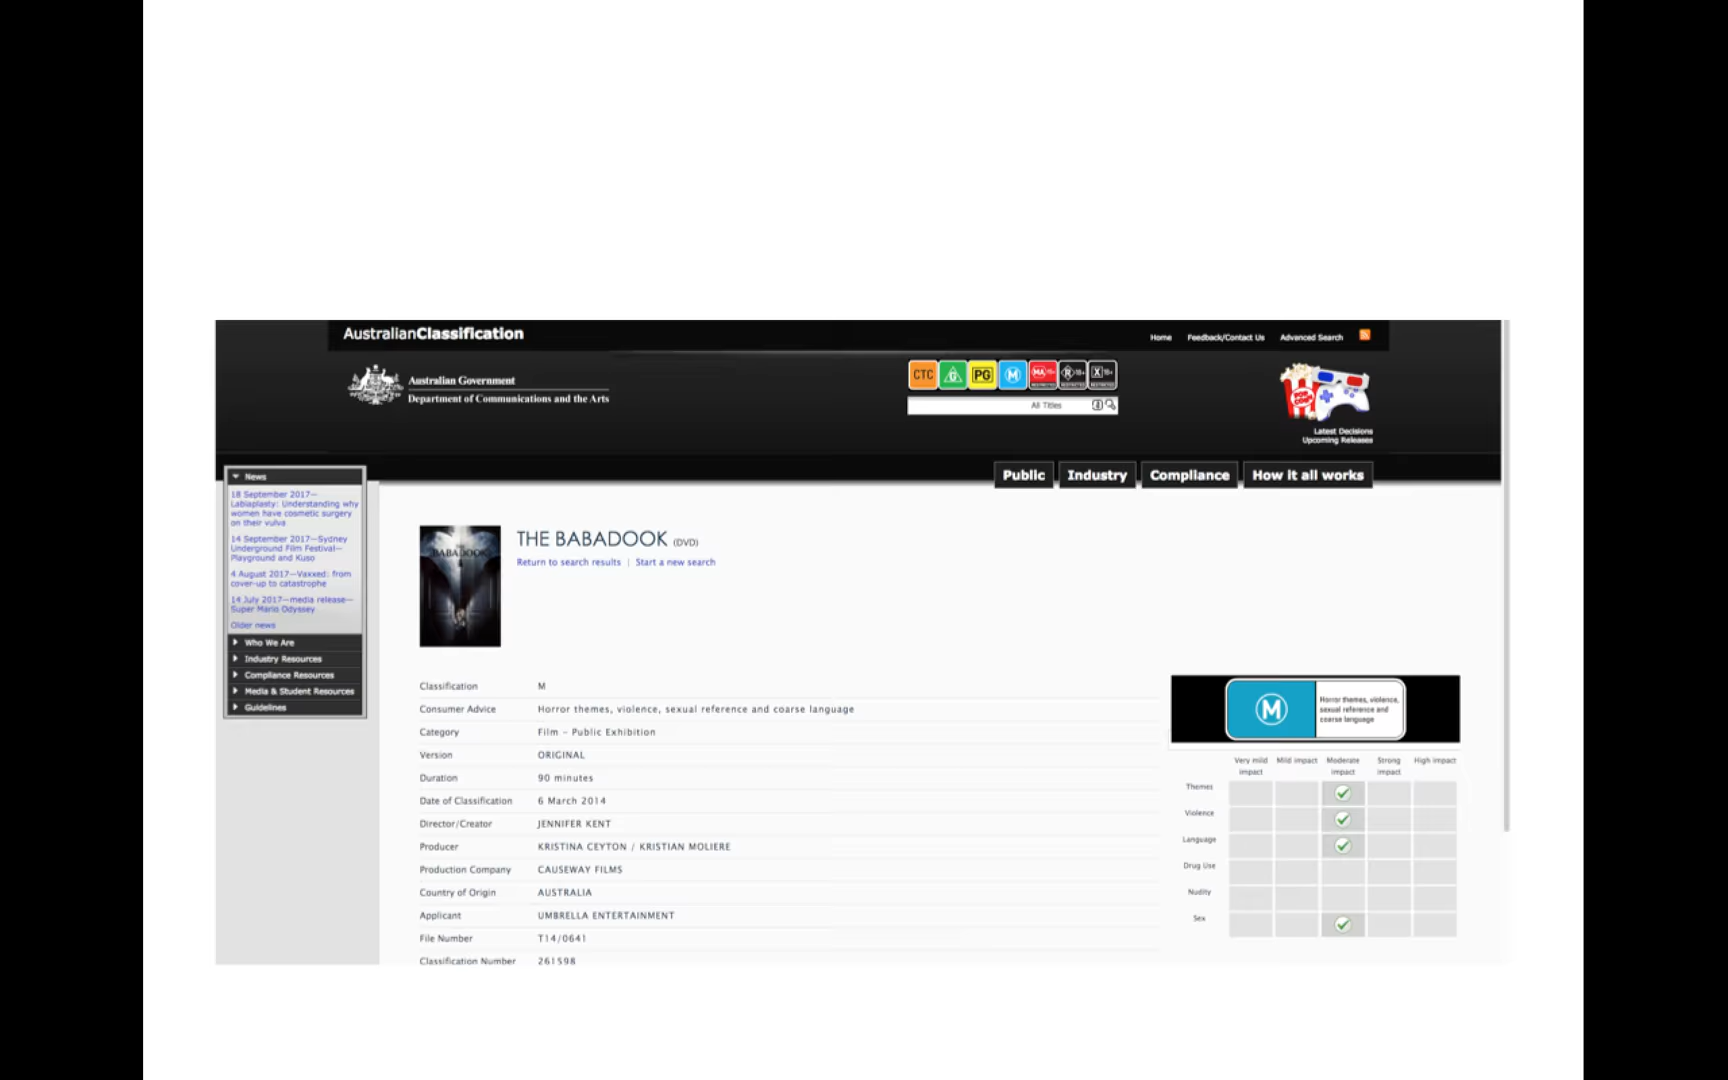 AustralianClassification
Home Feedback/Contact Us Advanced Search
Australian Government
Department of Communications and the Arts
CTC G PG M MA 15+ R 18+ X 18+
RESTRICTED RESTRICTED RESTRICTED
All Titles
POP CORN
Latest Decisions
Upcoming Releases
Public Industry Compliance How it all works
News
18 September 2017—
Labiaplasty: Understanding why
women have cosmetic surgery
on their vulva
14 September 2017—Sydney
Underground Film Festival—
Playground and Kuso
4 August 2017—Vaxxed: from
cover-up to catastrophe
14 July 2017—media release—
Super Mario Odyssey
Older news
Who We Are
Industry Resources
Compliance Resources
Media & Student Resources
Guidelines
BABADOOK
THE BABADOOK (DVD)
Return to search results | Start a new search
Classification M
Consumer Advice Horror themes, violence, sexual reference and coarse language
Category Film – Public Exhibition
Version ORIGINAL
Duration 90 minutes
Date of Classification 6 March 2014
Director/Creator JENNIFER KENT
Producer KRISTINA CEYTON / KRISTIAN MOLIERE
Production Company CAUSEWAY FILMS
Country of Origin AUSTRALIA
Applicant UMBRELLA ENTERTAINMENT
File Number T14/0641
Classification Number 261598
M
Horror themes, violence,
sexual reference and
coarse language
Very mild impact Mild impact Moderate impact Strong impact High impact
Themes
Violence
Language
Drug Use
Nudity
Sex